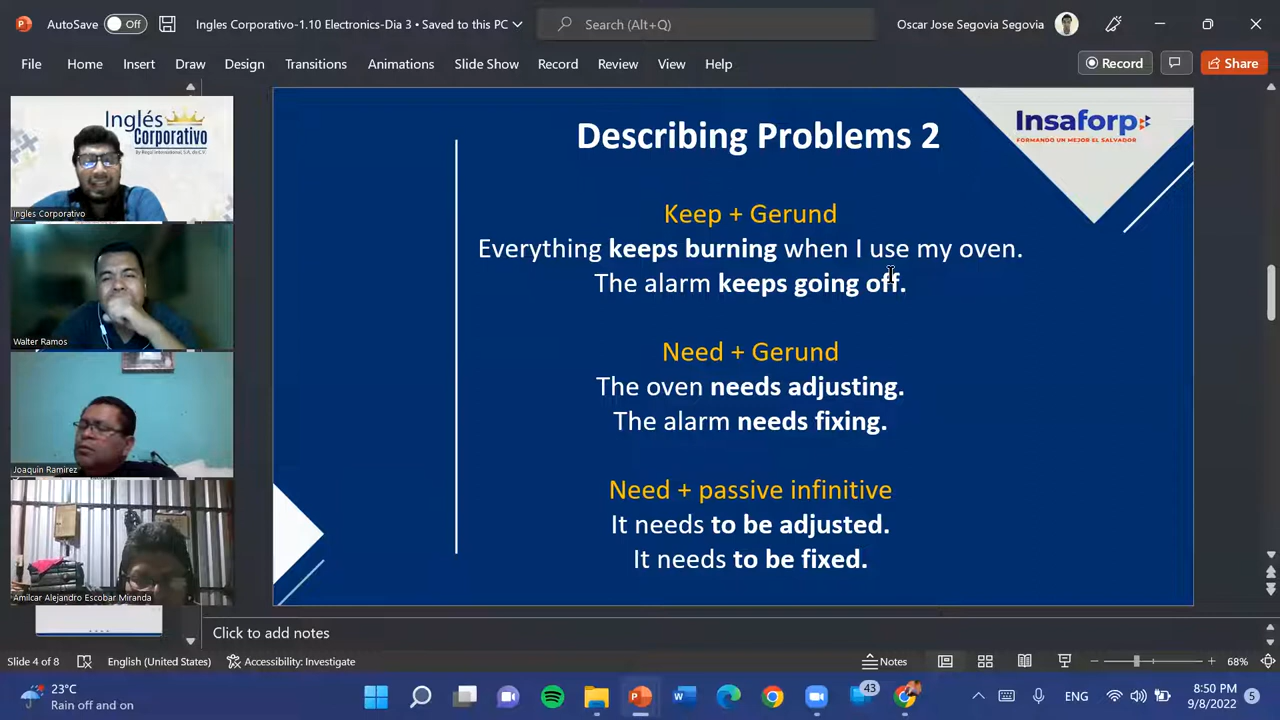 AutoSave Off Ingles Corporativo-1.10 Electronics-Dia 3 • Saved to this PC Search (Alt+Q) Oscar Jose Segovia Segovia
File Home Insert Draw Design Transitions Animations Slide Show Record Review View Help Record Share
Inglés
Corporativo
Ingles Corporativo
Walter Ramos
Joaquin Ramirez
Amilcar Alejandro Escobar Miranda
Insaforp
FORMANDO UN MEJOR EL SALVADOR
Describing Problems 2
Keep + Gerund
Everything keeps burning when I use my oven.
The alarm keeps going off.
Need + Gerund
The oven needs adjusting.
The alarm needs fixing.
Need + passive infinitive
It needs to be adjusted.
It needs to be fixed.
Click to add notes
Slide 4 of 8 English (United States) Accessibility: Investigate Notes 68%
23°C
Rain off and on
43
ENG
8:50 PM
9/8/2022
5